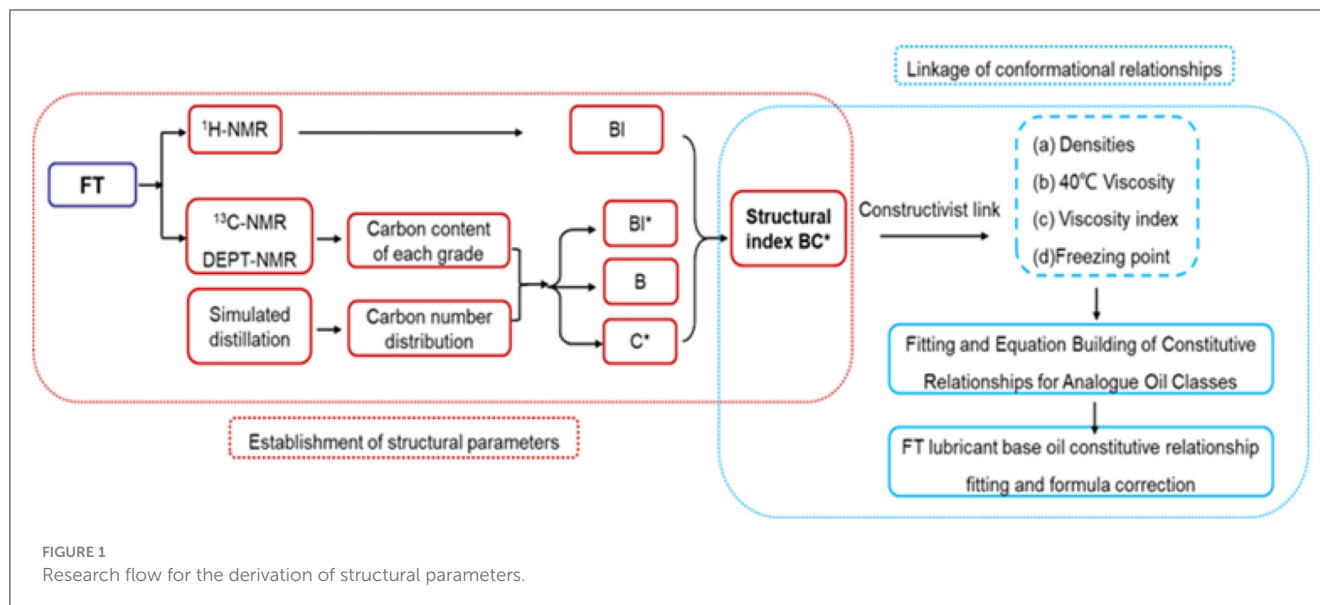 Linkage of conformational relationships
¹H-NMR
BI
FT
¹³C-NMR
DEPT-NMR
Carbon content
of each grade
Simulated
distillation
Carbon number
distribution
BI*
B
C*
Structural
index BC*
Constructivist link
(a) Densities
(b) 40℃ Viscosity
(c) Viscosity index
(d)Freezing point
Fitting and Equation Building of Constitutive
Relationships for Analogue Oil Classes
FT lubricant base oil constitutive relationship
fitting and formula correction
Establishment of structural parameters
FIGURE 1
Research flow for the derivation of structural parameters.